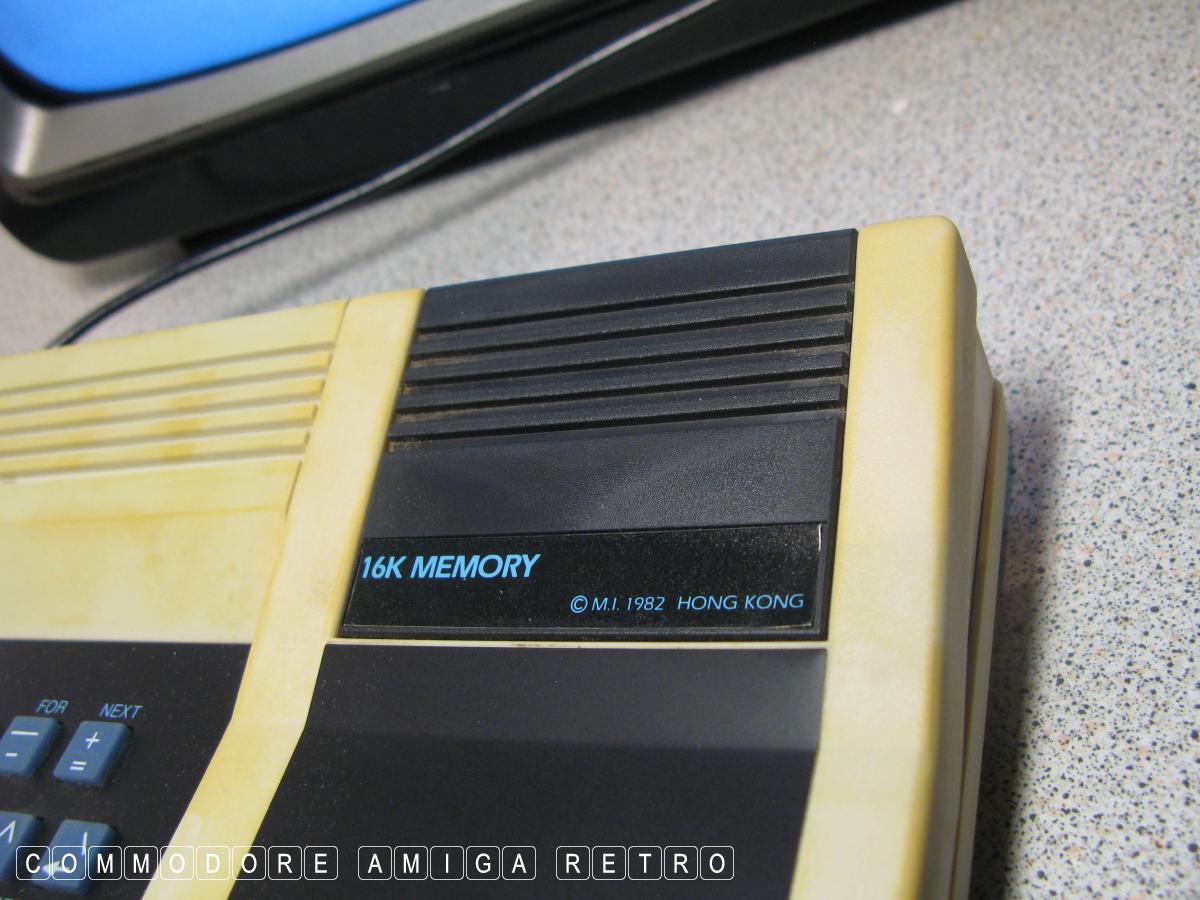 16K MEMORY
© M.I. 1982 HONG KONG
FOR NEXT
—
-
+
=
^
COMMODORE AMIGA RETRO